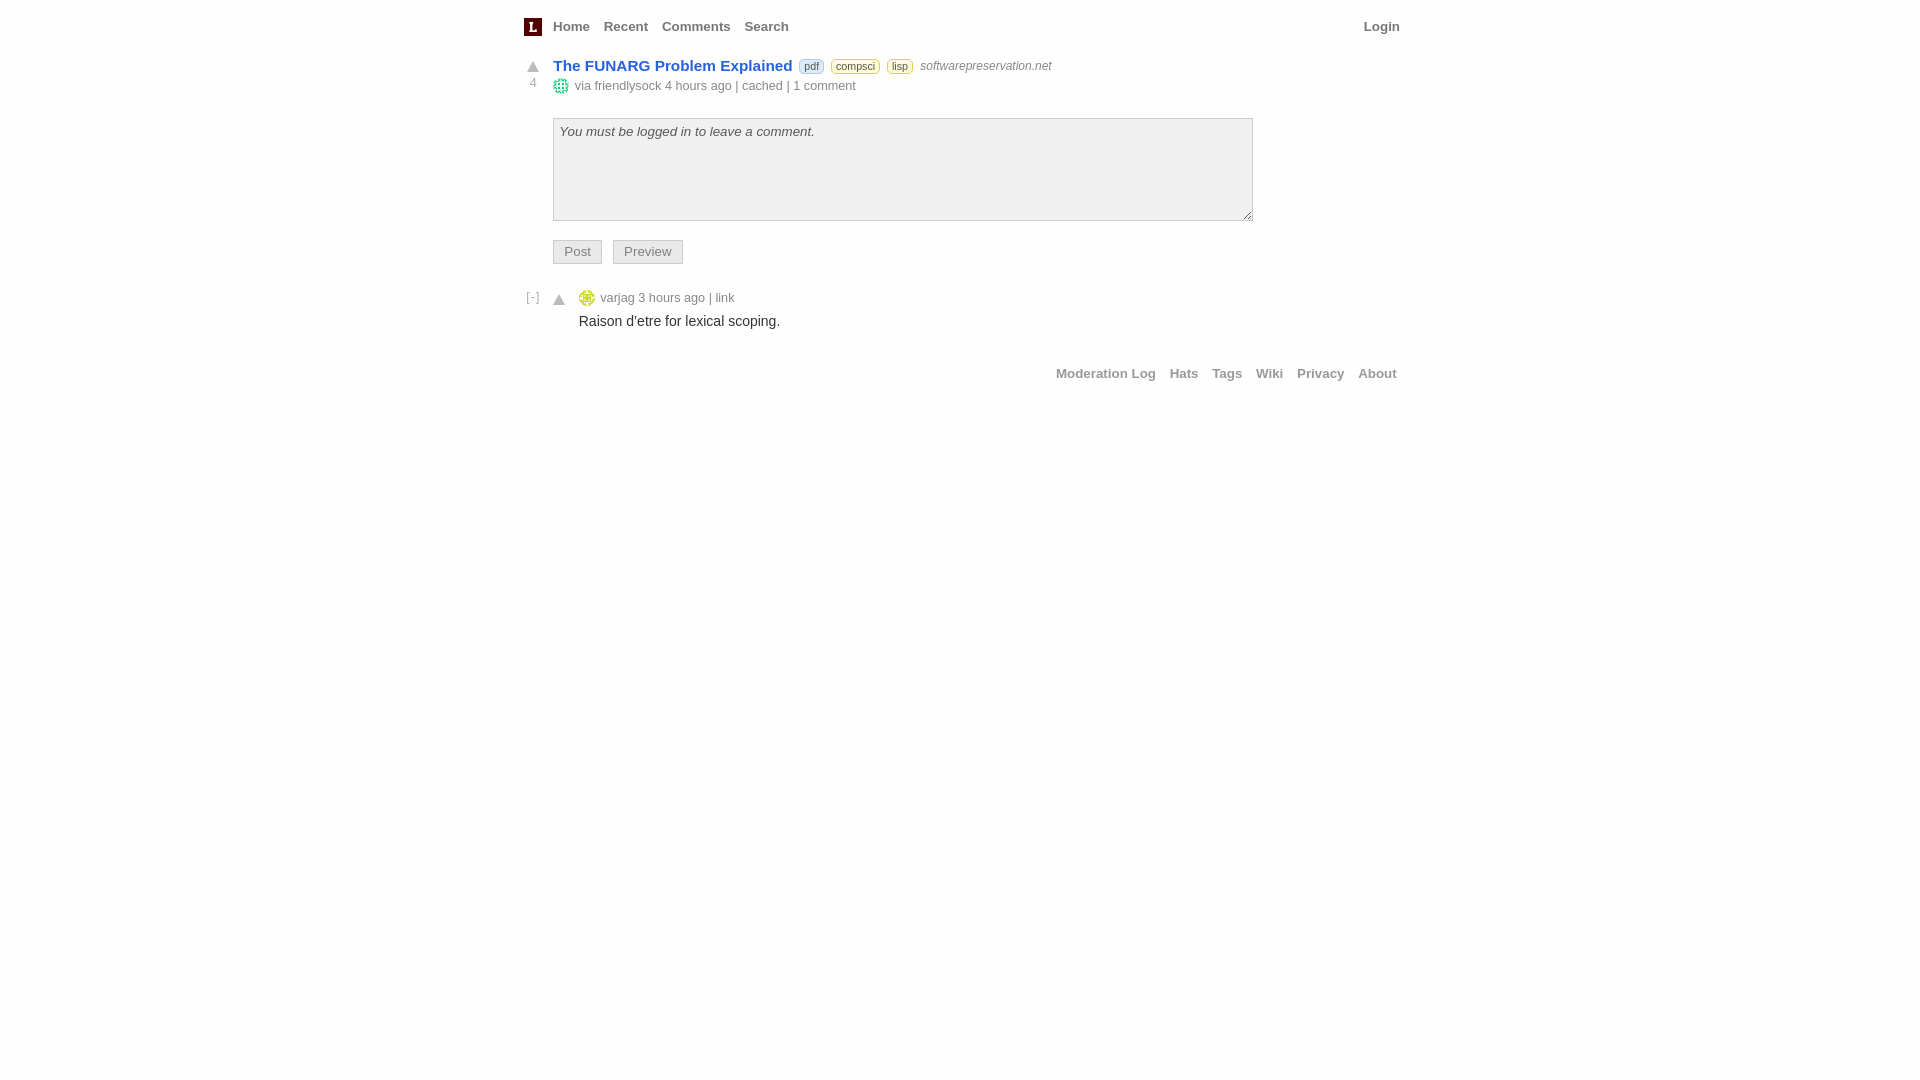 L Home Recent Comments Search Login
The FUNARG Problem Explained pdf compsci lisp softwarepreservation.net
4 via friendlysock 4 hours ago | cached | 1 comment
You must be logged in to leave a comment.
Post Preview
[-] varjag 3 hours ago | link
Raison d’etre for lexical scoping.
Moderation Log Hats Tags Wiki Privacy About